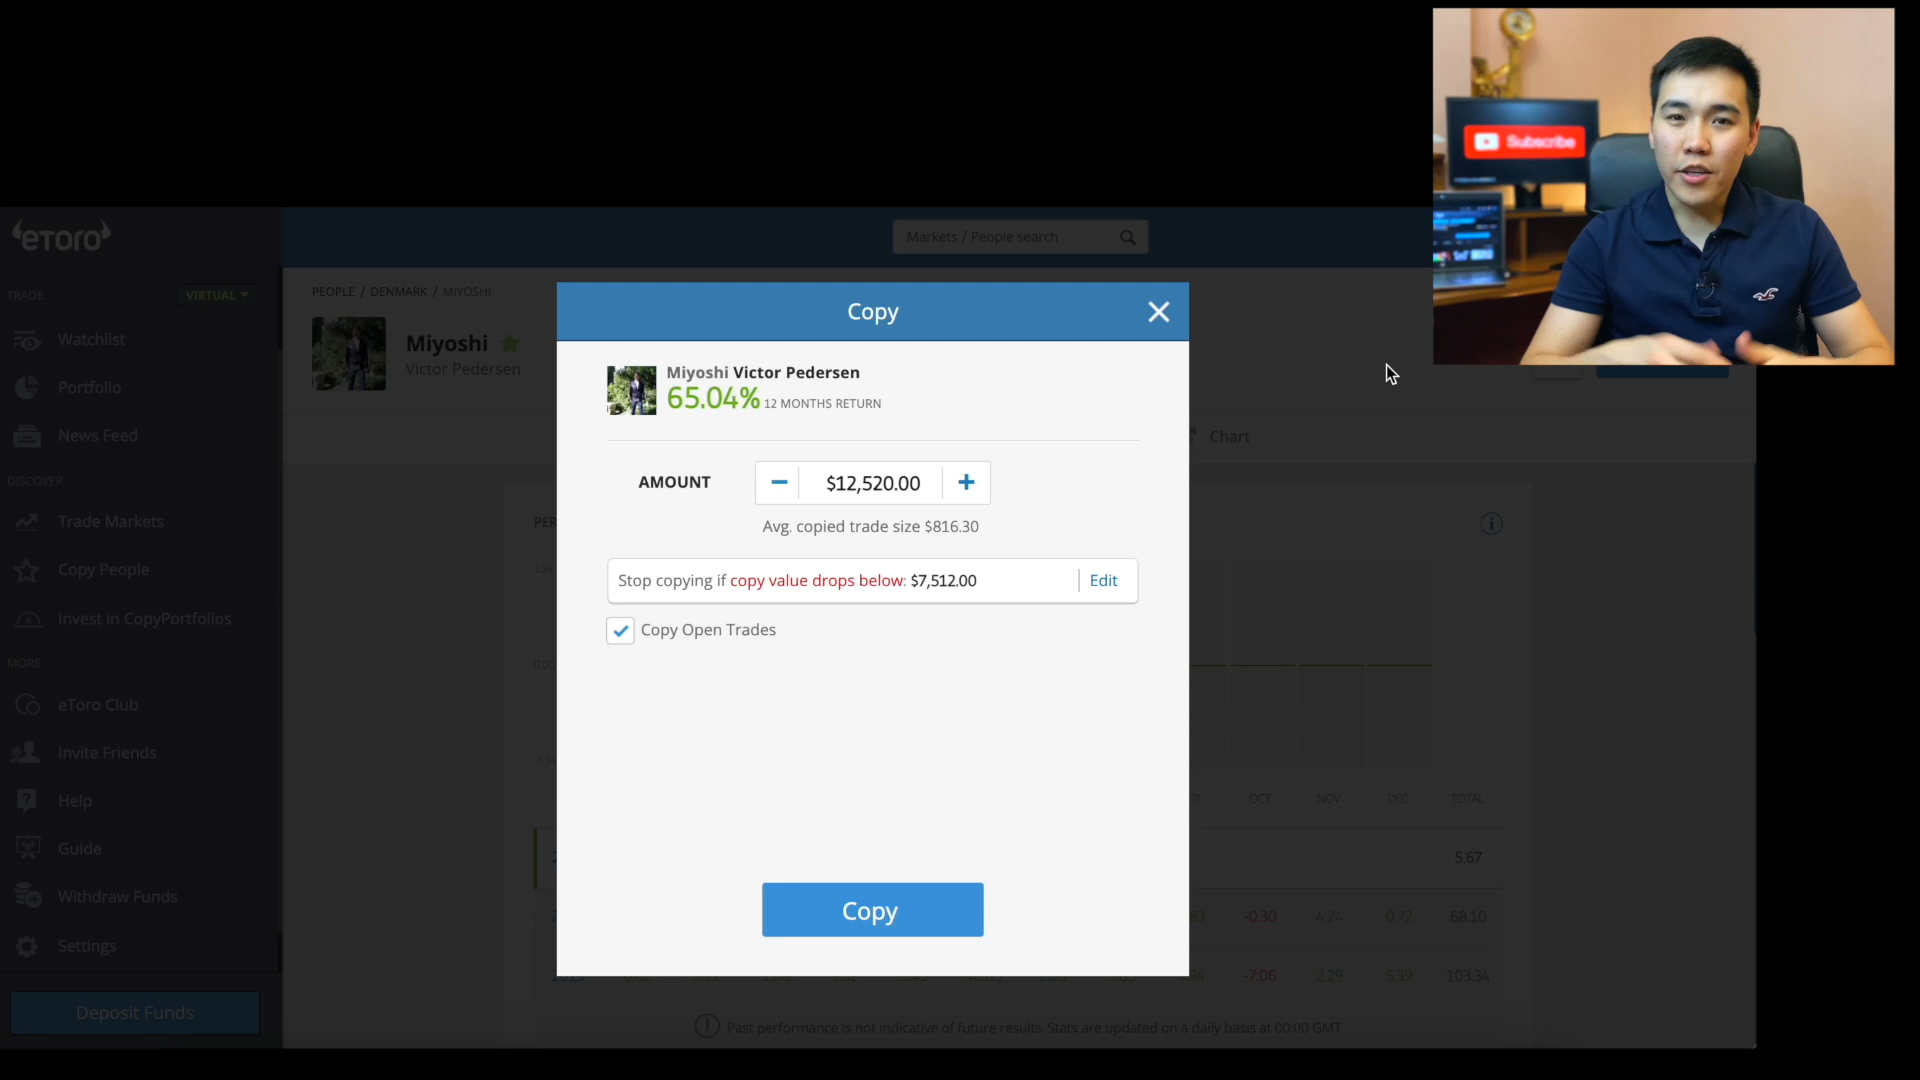 Subscribe
eToro
Markets / People search
TRADE
VIRTUAL
Watchlist
Portfolio
News Feed
DISCOVER
Trade Markets
Copy People
Invest in CopyPortfolios
MORE
eToro Club
Invite Friends
Help
Guide
Withdraw Funds
Settings
Deposit Funds
PEOPLE / DENMARK / MIYOSHI
Miyoshi
Victor Pedersen
Chart
Copy
Miyoshi Victor Pedersen
65.04% 12 MONTHS RETURN
AMOUNT
$12,520.00
Avg. copied trade size $816.30
Stop copying if copy value drops below: $7,512.00
Edit
Copy Open Trades
Copy
OCT NOV DEC TOTAL
5.67
-0.30 4.24 0.72 68.10
-7.06 2.29 5.39 103.34
Past performance is not indicative of future results. Stats are updated on a daily basis at 00:00 GMT.